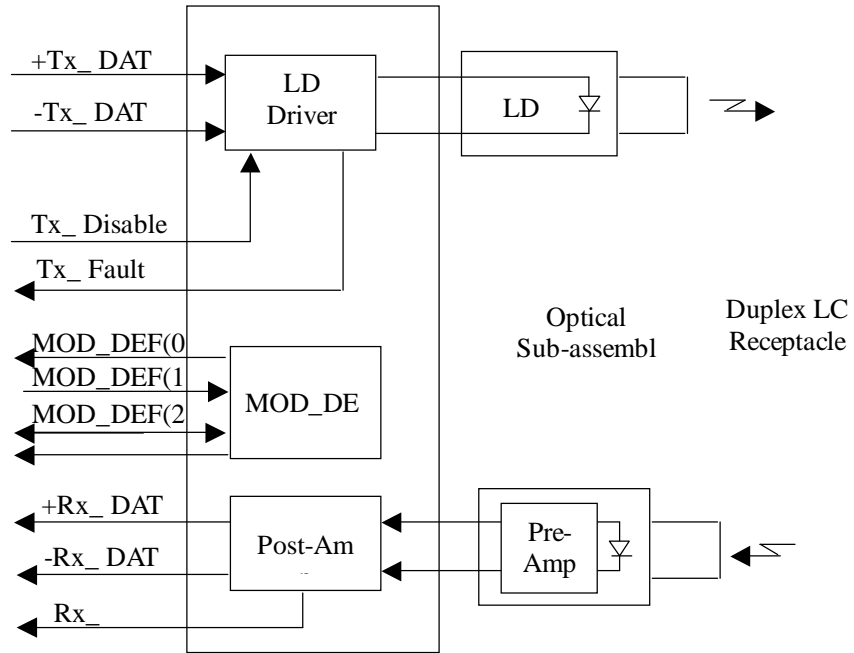 +Tx_ DAT
-Tx_ DAT
LD
Driver
LD
Tx_ Disable
Tx_ Fault
MOD_DEF(0
MOD_DEF(1
MOD_DEF(2
MOD_DE
Optical
Sub-assembl
Duplex LC
Receptacle
+Rx_ DAT
-Rx_ DAT
Rx_
Post-Am
Pre-
Amp